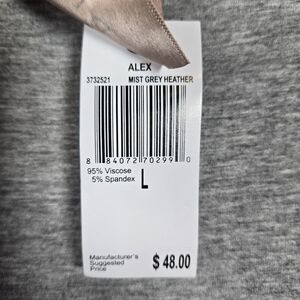 ALEX
3732521 MIST GREY HEATHER
8 84072 70299 0
95% Viscose
5% Spandex L
Manufacturer's
Suggested
Price $ 48.00